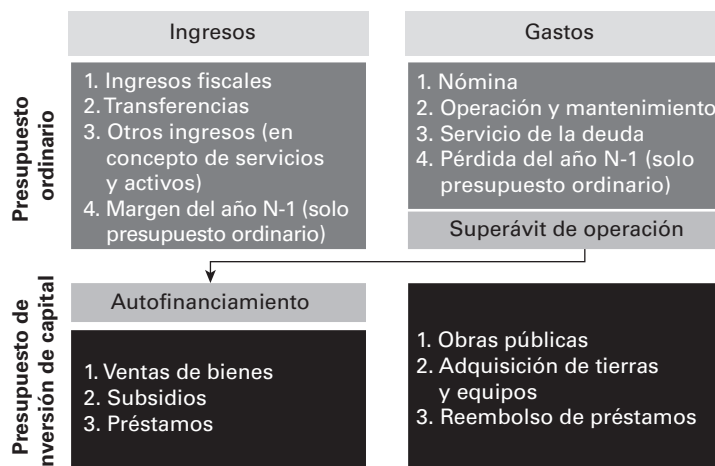 Ingresos
Gastos
Presupuesto
ordinario
1. Ingresos fiscales
2. Transferencias
3. Otros ingresos (en
concepto de servicios
y activos)
4. Margen del año N-1 (solo
presupuesto ordinario)
1. Nómina
2. Operación y mantenimiento
3. Servicio de la deuda
4. Pérdida del año N-1 (solo
presupuesto ordinario)
Superávit de operación
Presupuesto de
nversión de capital
Autofinanciamiento
1. Ventas de bienes
2. Subsidios
3. Préstamos
1. Obras públicas
2. Adquisición de tierras
y equipos
3. Reembolso de préstamos